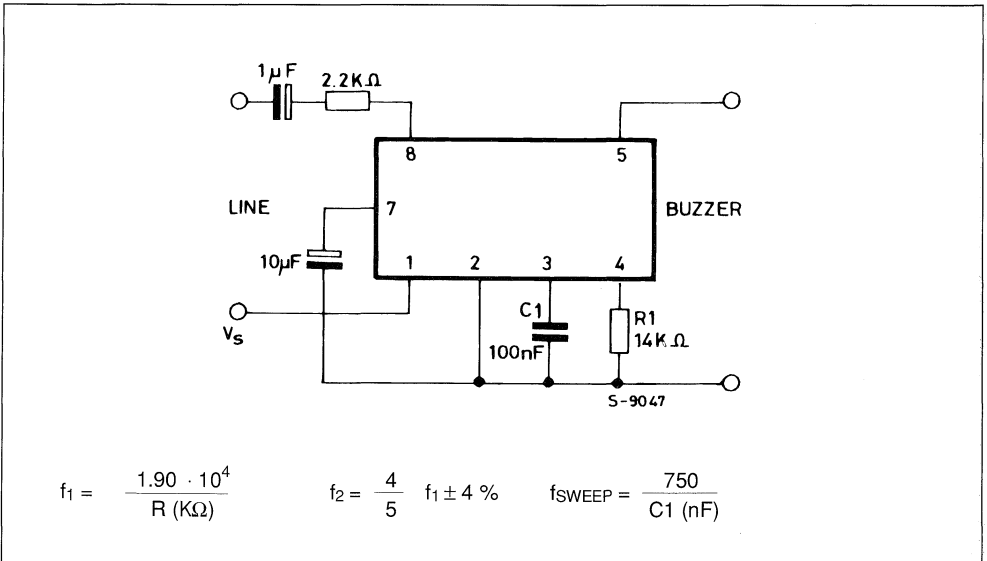 1µF
2.2KΩ
8
5
LINE
7
BUZZER
10µF
1
2
3
4
C1
R1
14KΩ
Vs
100nF
S-9047
f1 = 1.90 · 10^4 / R (KΩ)
f2 = 4/5 f1 ± 4 %
fSWEEP = 750 / C1 (nF)